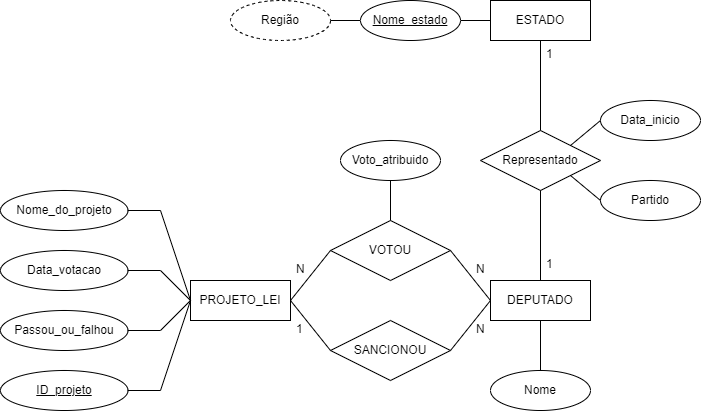 Região
Nome_estado
ESTADO
1
Data_inicio
Representado
Partido
Voto_atribuido
Nome_do_projeto
VOTOU
1
N
N
Data_votacao
PROJETO_LEI
DEPUTADO
1
N
Passou_ou_falhou
SANCIONOU
ID_projeto
Nome